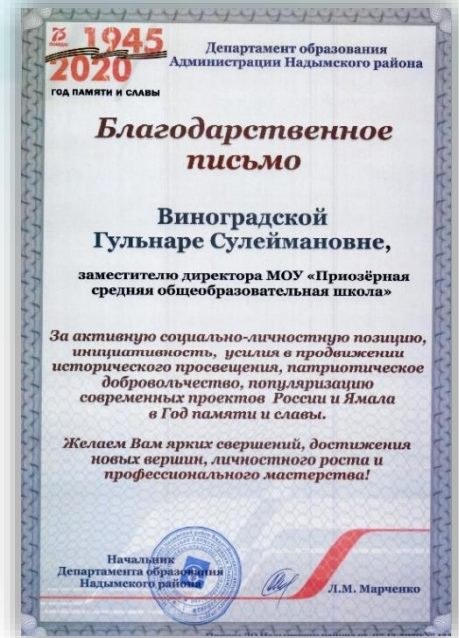 75 1945
ПОБЕДА!
2020
ГОД ПАМЯТИ И СЛАВЫ
Департамент образования
Администрации Надымского района
Благодарственное
письмо
Виноградской
Гульнаре Сулеймановне,
заместителю директора МОУ «Приозёрная
средняя общеобразовательная школа»
За активную социально-личностную позицию,
инициативность, усилия в продвижении
исторического просвещения, патриотическое
добровольчество, популяризацию
современных проектов России и Ямала
в Год памяти и славы.
Желаем Вам ярких свершений, достижения
новых вершин, личностного роста и
профессионального мастерства!
Начальник
Департамента образования
Надымского района
Л.М. Марченко